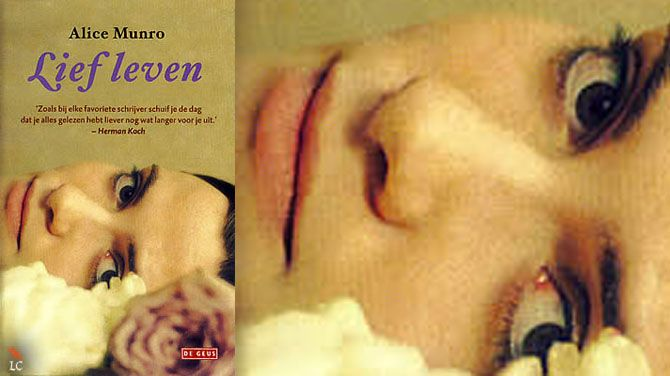 Alice Munro
Lief leven
‘Zoals bij elke favoriete schrijver schuif je de dag
dat je alles gelezen hebt liever nog wat langer voor je uit.’
– Herman Koch
DE GEUS
LC